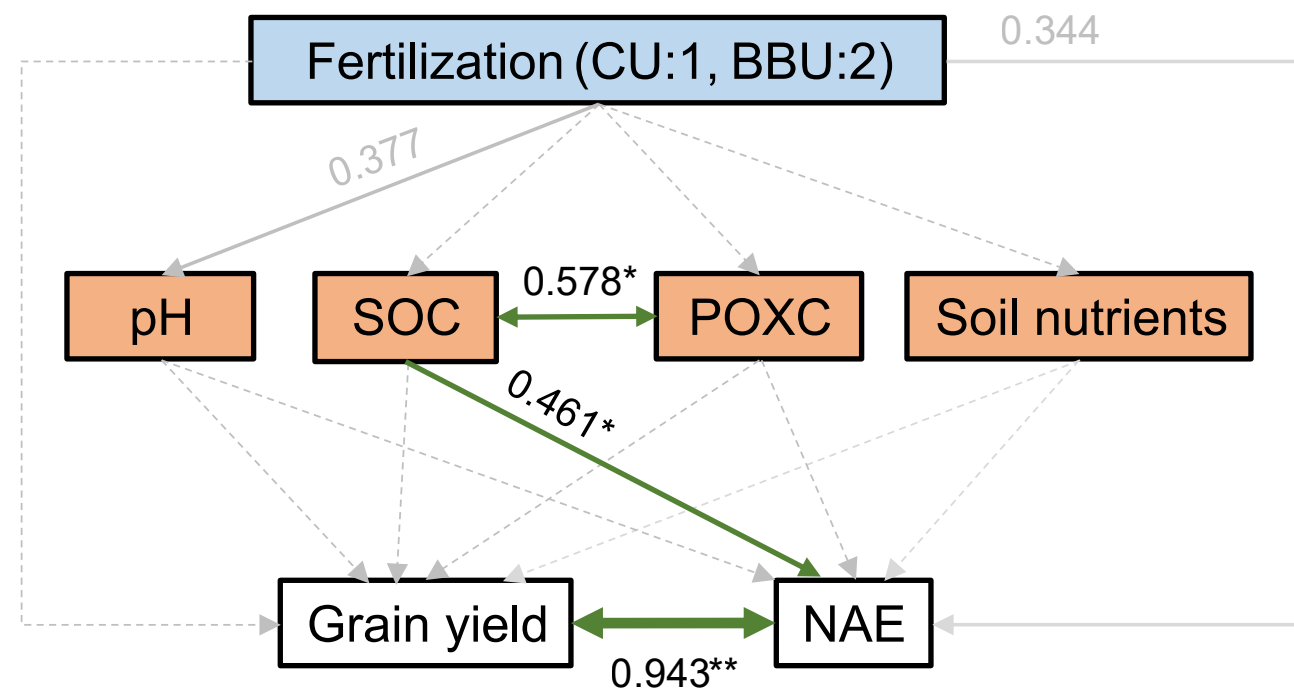 Fertilization (CU:1, BBU:2)
0.344
0.377
0.578*
pH
SOC
POXC
Soil nutrients
0.461*
Grain yield
NAE
0.943**